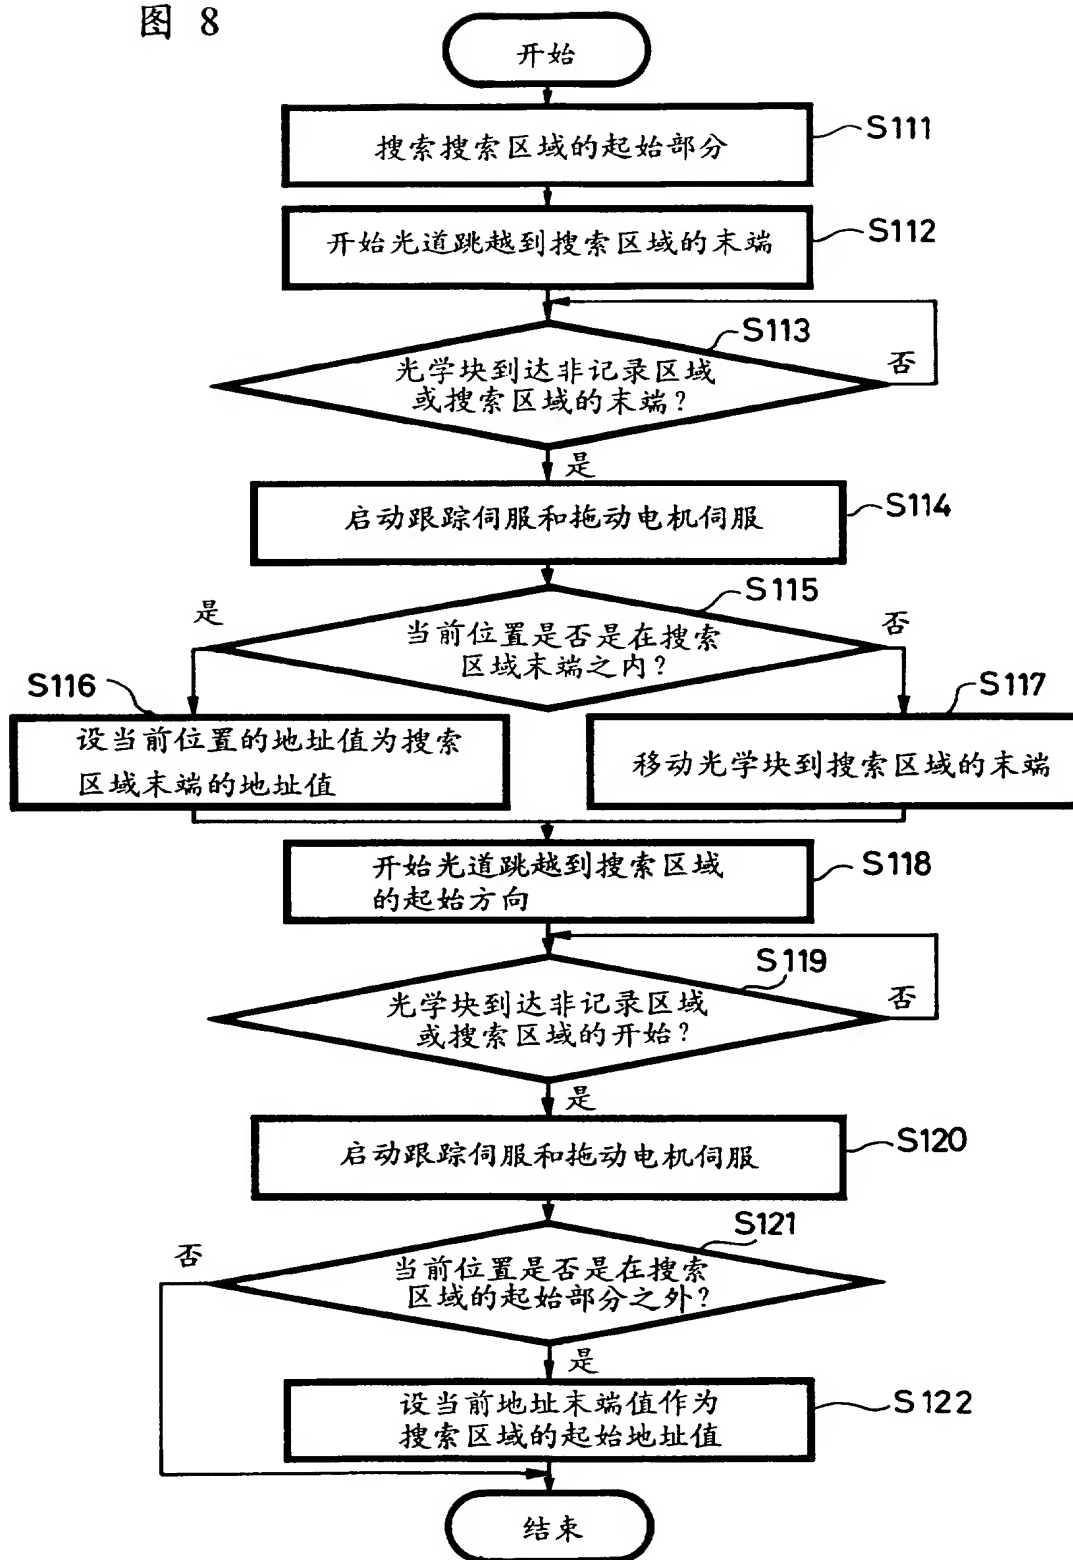 图 8
开始
搜索搜索区域的起始部分
S111
开始光道跳越到搜索区域的末端
S112
S113
光学块到达非记录区域
或搜索区域的末端？
否
是
启动跟踪伺服和拖动电机伺服
S114
S115
是
当前位置是否是在搜索
区域末端之内？
否
S116
设当前位置的地址值为搜索
区域末端的地址值
S117
移动光学块到搜索区域的末端
开始光道跳越到搜索区域
的起始方向
S118
S119
光学块到达非记录区域
或搜索区域的开始？
否
是
启动跟踪伺服和拖动电机伺服
S120
S121
否
当前位置是否是在搜索
区域的起始部分之外？
是
设当前地址末端值作为
搜索区域的起始地址值
S122
结束